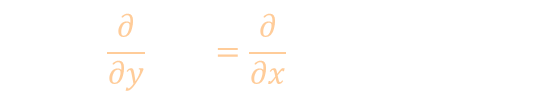 ∂/∂y = ∂/∂x